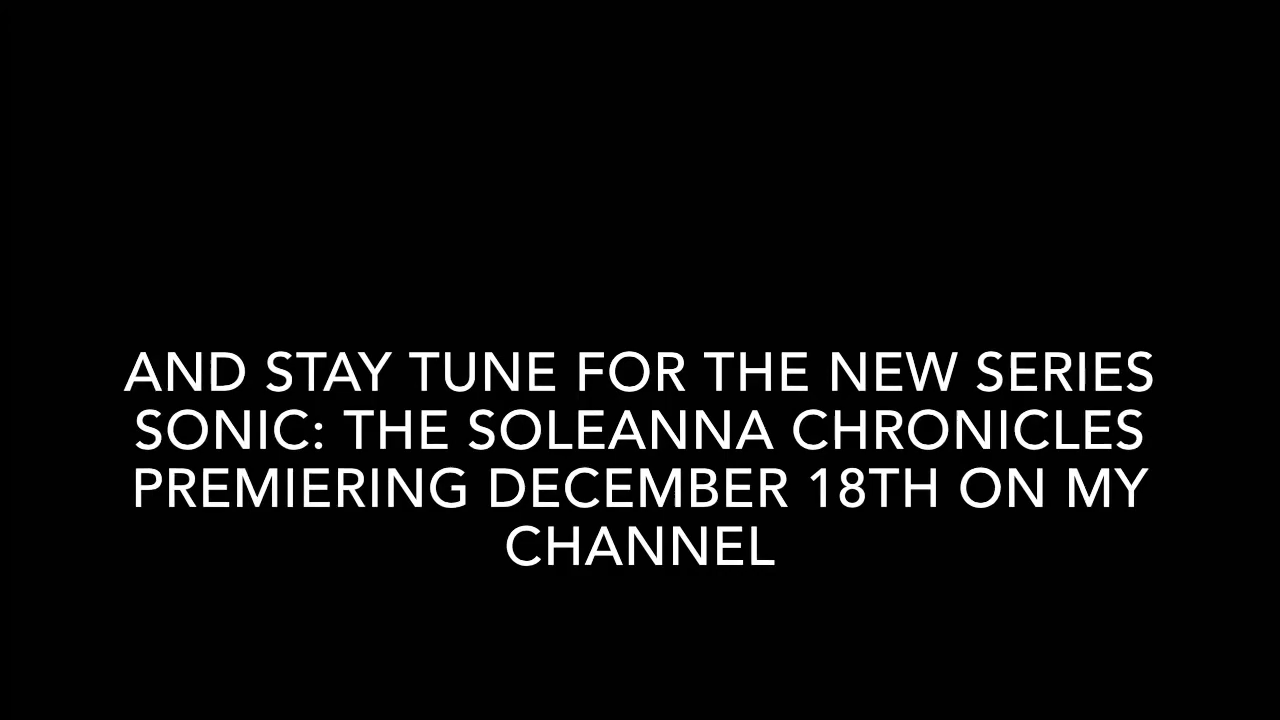 AND STAY TUNE FOR THE NEW SERIES
SONIC: THE SOLEANNA CHRONICLES
PREMIERING DECEMBER 18TH ON MY
CHANNEL